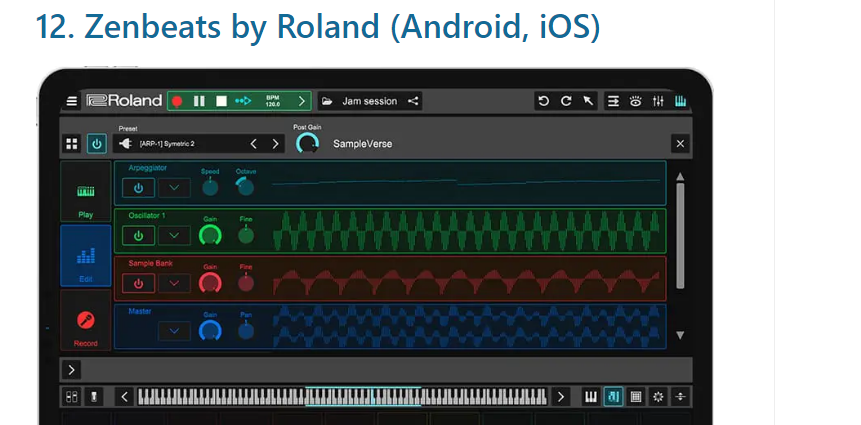 12. Zenbeats by Roland (Android, iOS)
Roland
BPM
120.0
Jam session
Preset
[ARP-1] Symetric 2
Post Gain
SampleVerse
Arpeggiator
Speed
Octave
Play
Oscillator 1
Gain
Fine
Edit
Sample Bank
Gain
Fine
Record
Master
Gain
Pan